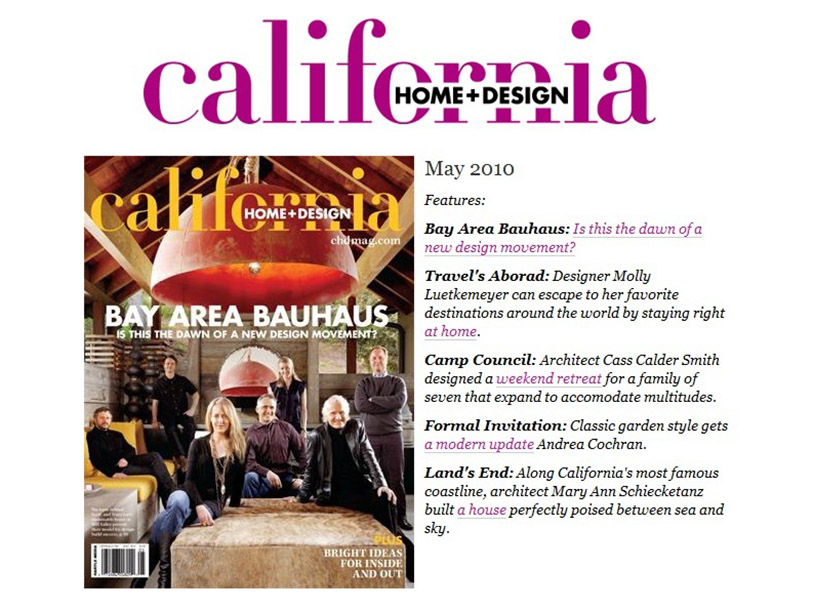 california
HOME+DESIGN
california
HOME+DESIGN
chdmag.com
BAY AREA BAUHAUS
IS THIS THE DAWN OF A NEW DESIGN MOVEMENT?
PLUS
BRIGHT IDEAS
FOR INSIDE
AND OUT
May 2010
Features:
Bay Area Bauhaus: Is this the dawn of a
new design movement?
Travel's Aborad: Designer Molly
Luetkemeyer can escape to her favorite
destinations around the world by staying right
at home.
Camp Council: Architect Cass Calder Smith
designed a weekend retreat for a family of
seven that expand to accomodate multitudes.
Formal Invitation: Classic garden style gets
a modern update Andrea Cochran.
Land's End: Along California's most famous
coastline, architect Mary Ann Schiecketanz
built a house perfectly poised between sea and
sky.